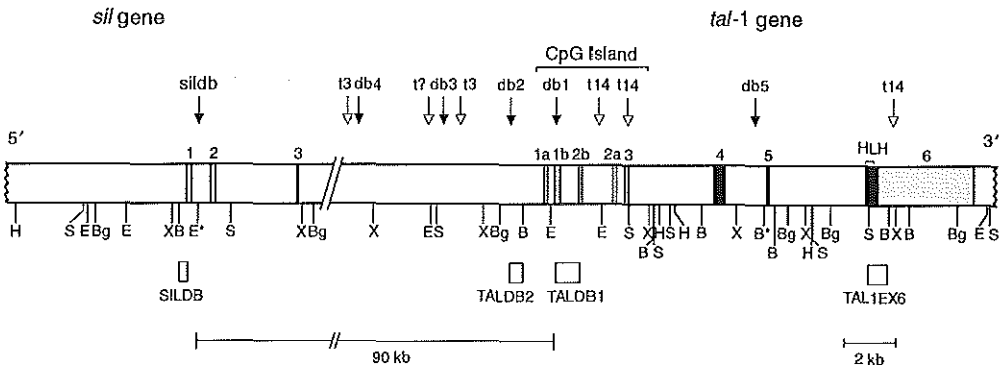 sil gene tal-1 gene
CpG Island
sildb t3 db4 t? db3 t3 db2 db1 t14 t14 db5 t14
5′ HLH 3′
1 2 3 1a 1b 2b 2a 3 4 5 6
H S E Bg E X B E* S X Bg X E S X Bg B E E S X H S H B X B* Bg X Bg S B X B Bg E S
B S B H S
SILDB TALDB2 TALDB1 TAL1EX6
90 kb 2 kb